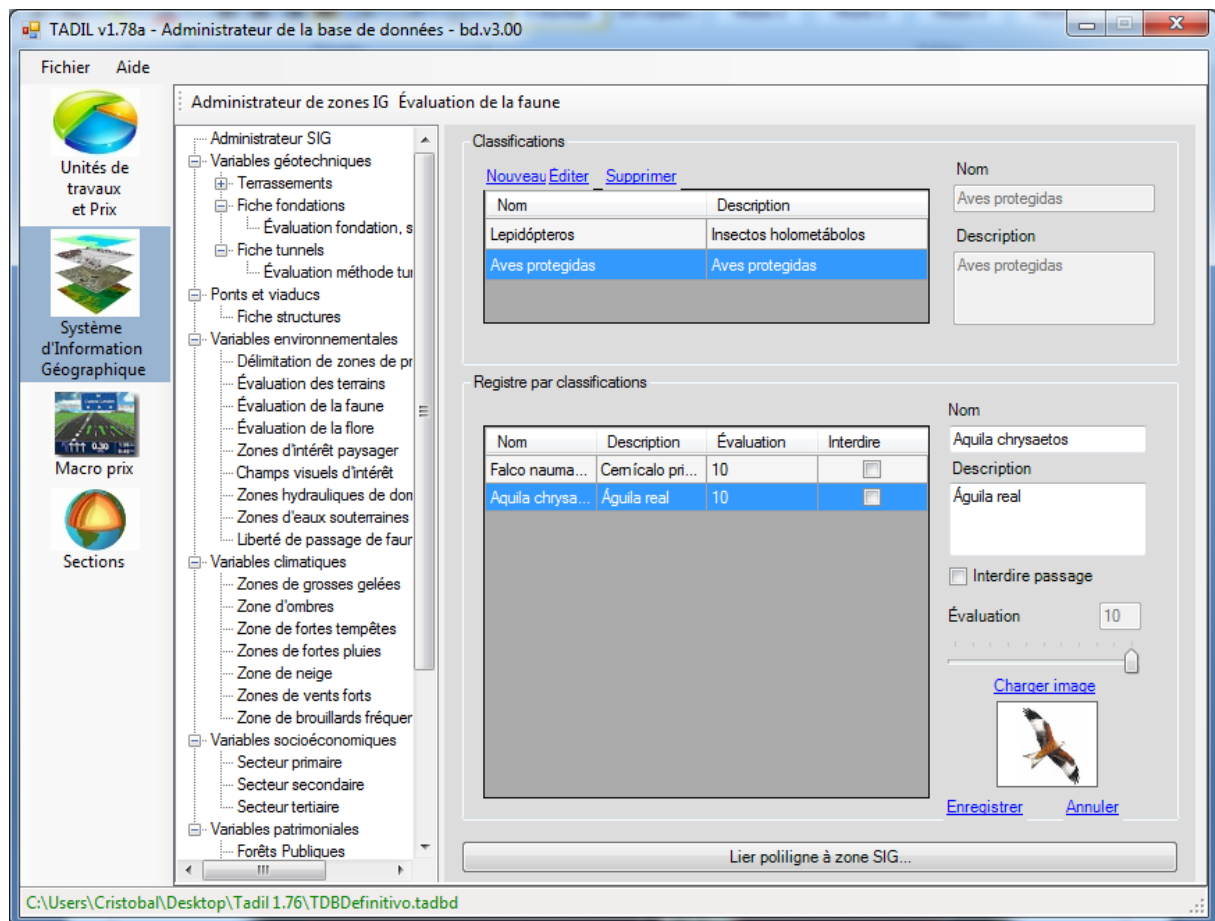 TADIL v1.78a - Administrateur de la base de données - bd.v3.00
Fichier Aide
Unités de
travaux
et Prix
Système
d'Information
Géographique
Macro prix
Sections
Administrateur de zones IG Évaluation de la faune
Administrateur SIG
Variables géotechniques
Terrassements
Fiche fondations
Évaluation fondation, s
Fiche tunnels
Évaluation méthode tu
Ponts et viaducs
Fiche structures
Variables environnementales
Délimitation de zones de pr
Évaluation des terrains
Évaluation de la faune
Évaluation de la flore
Zones d'intérêt paysager
Champs visuels d'intérêt
Zones hydrauliques de dom
Zones d'eaux souterraines
Liberté de passage de faun
Variables climatiques
Zones de grosses gelées
Zone d'ombres
Zone de fortes tempêtes
Zones de fortes pluies
Zone de neige
Zones de vents forts
Zone de brouillards fréquer
Variables socioéconomiques
Secteur primaire
Secteur secondaire
Secteur tertiaire
Variables patrimoniales
Forêts Publiques
Classifications
Nouveau Éditer Supprimer
Nom Description
Lepidópteros Insectos holometábolos
Aves protegidas Aves protegidas
Nom
Aves protegidas
Description
Aves protegidas
Registre par classifications
Nom Description Évaluation Interdire
Falco nauma... Cernícalo pri... 10
Aquila chrysa... Águila real 10
Nom
Aquila chrysaetos
Description
Águila real
Interdire passage
Évaluation 10
Charger image
Enregistrer Annuler
Lier poliligne à zone SIG...
C:\Users\Cristobal\Desktop\Tadil 1.76\TDBDefinitivo.tadbd